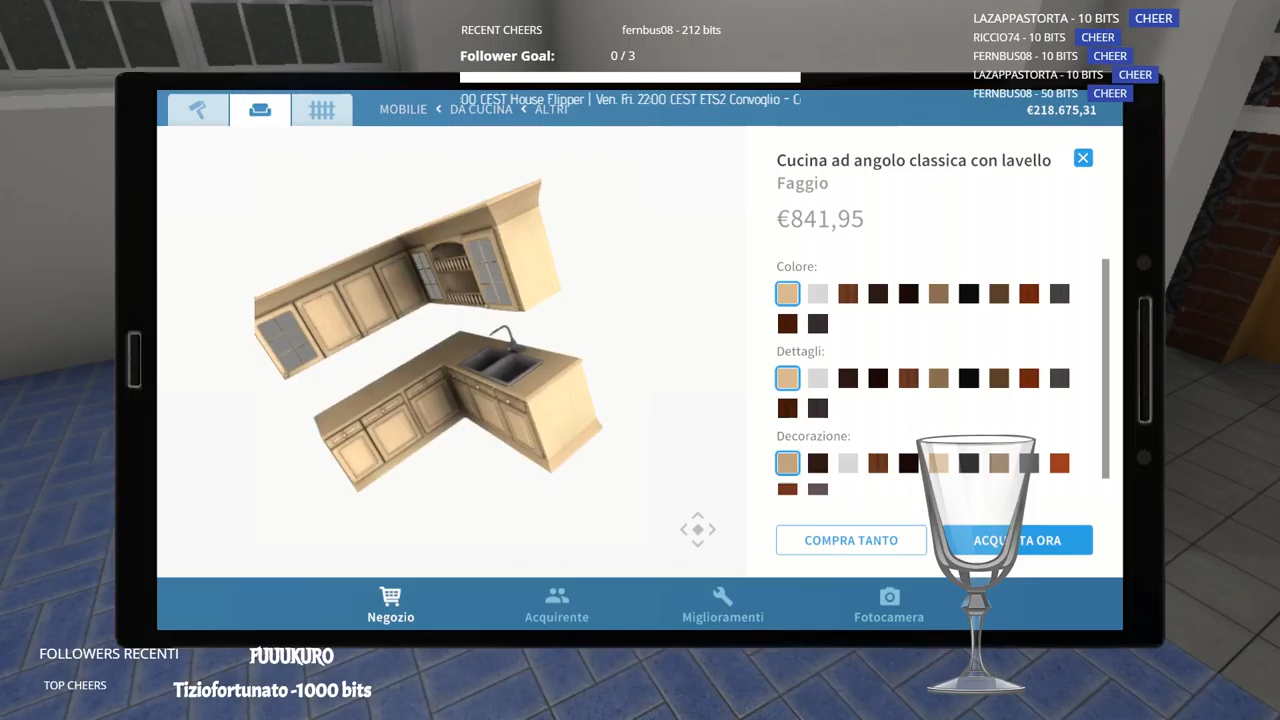 RECENT CHEERS
fernbus08 - 212 bits
Follower Goal:
0 / 3
LAZAPPASTORTA - 10 BITS CHEER
RICCIO74 - 10 BITS CHEER
FERNBUS08 - 10 BITS CHEER
LAZAPPASTORTA - 10 BITS CHEER
FERNBUS08 - 50 BITS CHEER
:00 CEST House Flipper | Ven. Fri. 22:00 CEST ETS2 Convoglio -
MOBILIE < DA CUCINA < ALTRI
€218.675,31
Cucina ad angolo classica con lavello
Faggio
€841,95
Colore:
Dettagli:
Decorazione:
COMPRA TANTO
ACQUISTA ORA
Negozio
Acquirente
Miglioramenti
Fotocamera
FOLLOWERS RECENTI
FUUUKURO
TOP CHEERS
Tiziofortunato -1000 bits